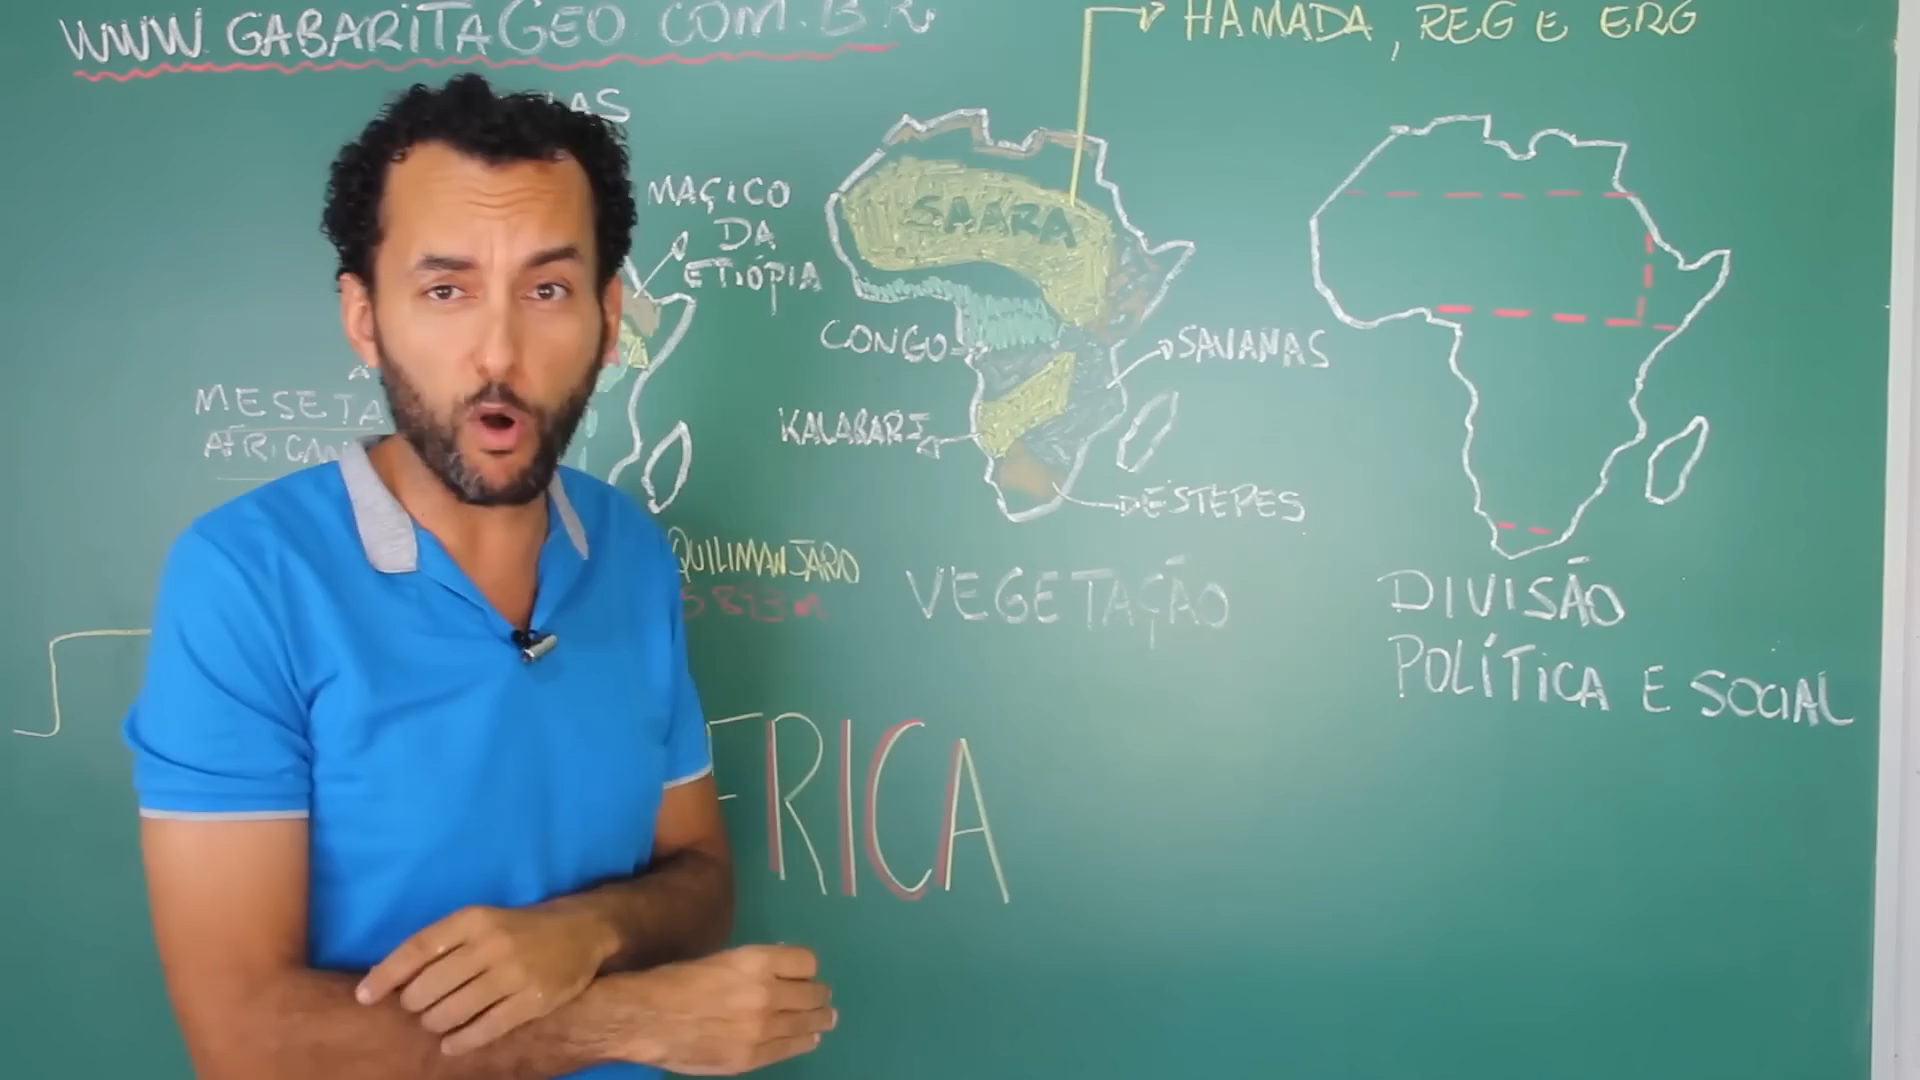 WWW.GABARITAGEO.COM.BR
HAMADA, REG E ERG
MAÇICO
DA
ETIÓPIA
SAARA
CONGO
SAVANAS
MESETA
KALAHARI
DESTEPES
QUILIMANJARO
VEGETAÇÃO
DIVISÃO
POLÍTICA E SOCIAL
FRICA